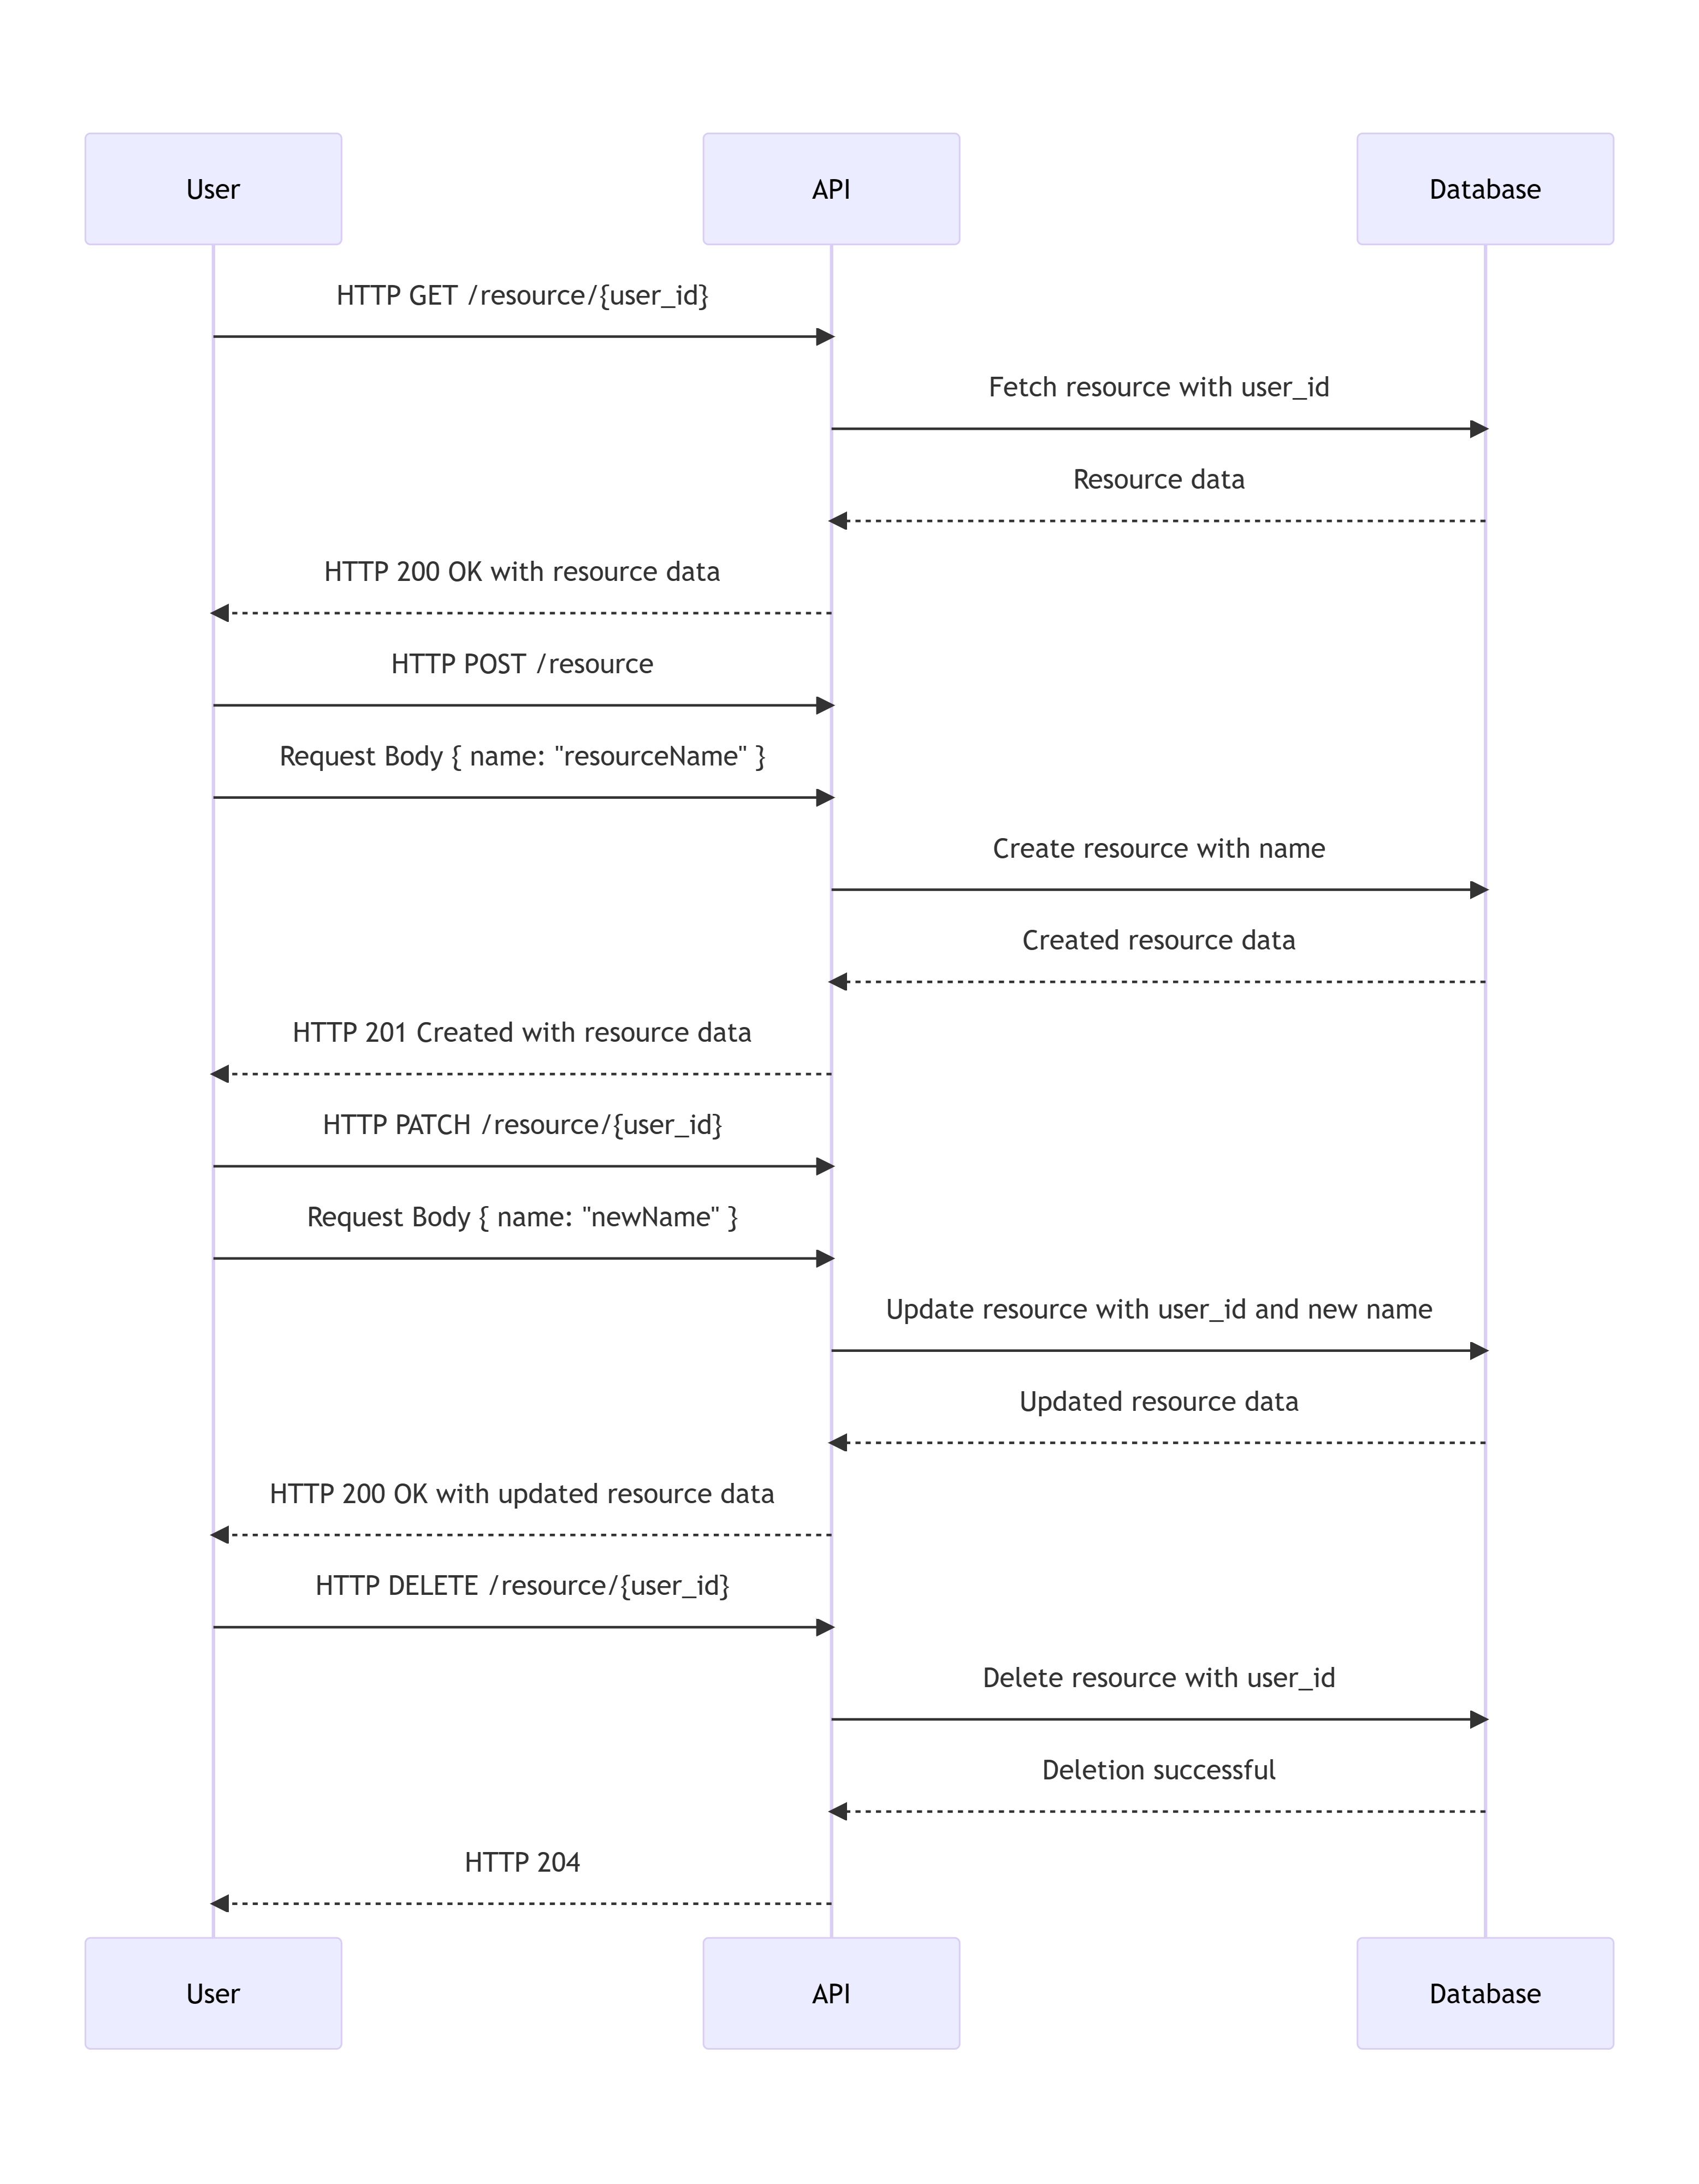 User
API
Database
HTTP GET /resource/{user_id}
Fetch resource with user_id
Resource data
HTTP 200 OK with resource data
HTTP POST /resource
Request Body { name: "resourceName" }
Create resource with name
Created resource data
HTTP 201 Created with resource data
HTTP PATCH /resource/{user_id}
Request Body { name: "newName" }
Update resource with user_id and new name
Updated resource data
HTTP 200 OK with updated resource data
HTTP DELETE /resource/{user_id}
Delete resource with user_id
Deletion successful
HTTP 204
User
API
Database